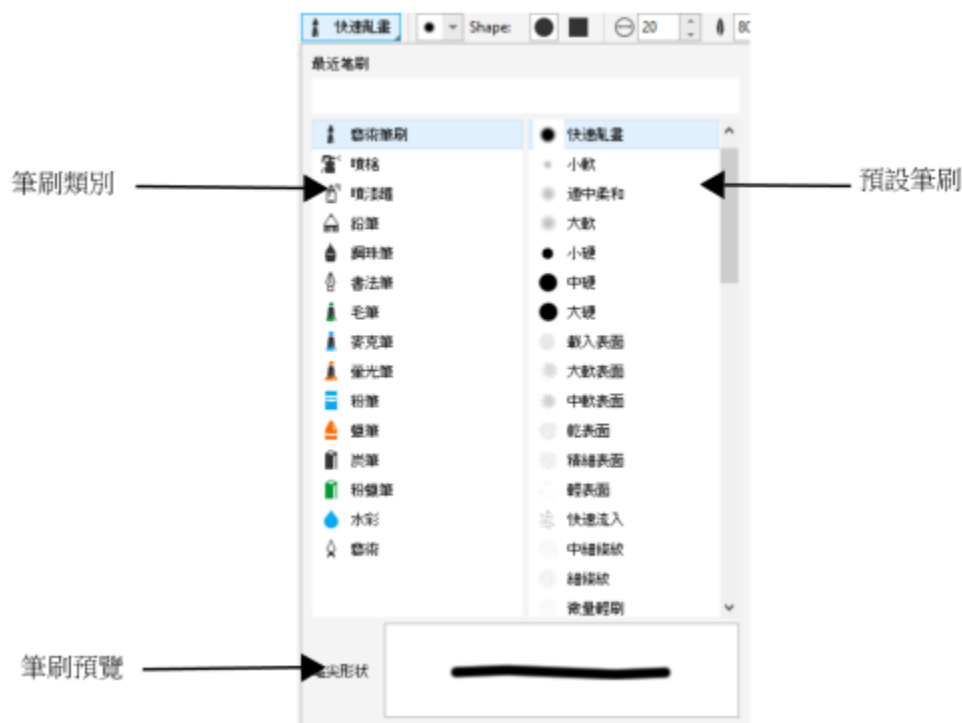 快速亂畫 Shape: 20 80
最近笔刷
藝術筆刷 快速亂畫
噴槍 小軟
噴漆罐 適中柔和
鉛筆 大軟
鋼珠筆 小硬
書法筆 中硬
毛筆 大硬
麥克筆 載入表面
螢光筆 大軟表面
粉筆 中軟表面
蠟筆 乾表面
炭筆 精細表面
粉蠟筆 輕表面
水彩 快速流入
藝術 中細條紋
細條紋
微量輕刷
筆刷類別
預設筆刷
筆刷預覽
尖形状